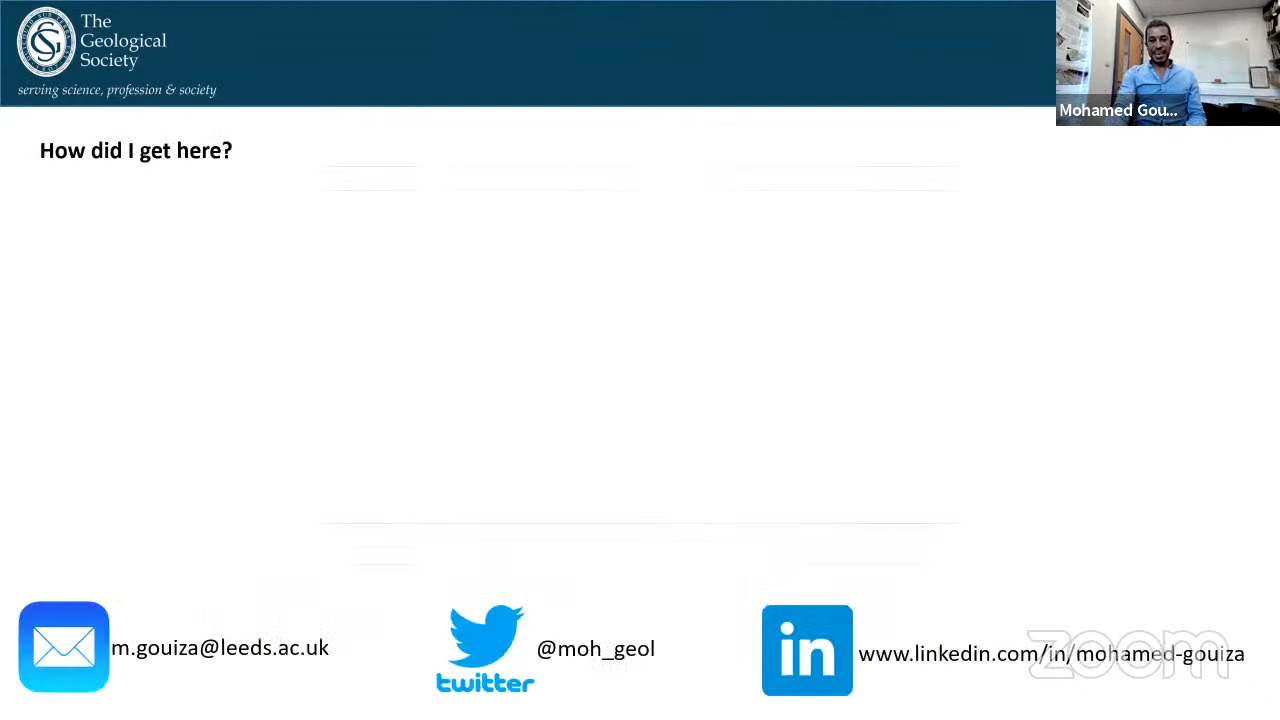 The
Geological
Society
serving science, profession & society
Mohamed Gou...
How did I get here?
m.gouiza@leeds.ac.uk
@moh_geol
twitter
in
www.linkedin.com/in/mohamed-gouiza
zoom